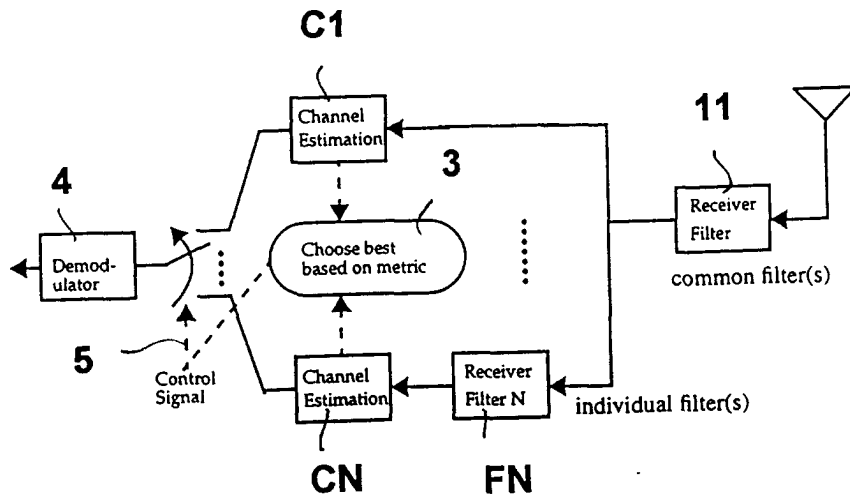 C1
11
Channel
Estimation
3
4
Receiver
Filter
Choose best
based on metric
Demod-
ulator
common filter(s)
5
Control
Signal
Channel
Estimation
Receiver
Filter N
individual filter(s)
CN
FN